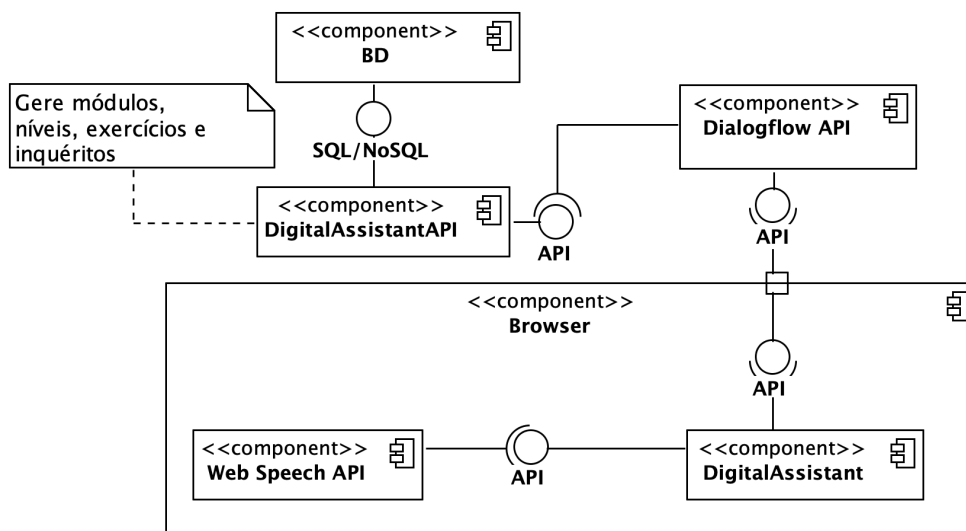 <<component>>
BD
Gere módulos,
níveis, exercícios e
inquéritos
SQL/NoSQL
<<component>>
DigitalAssistantAPI
API
<<component>>
Dialogflow API
API
<<component>>
Browser
API
<<component>>
Web Speech API
API
<<component>>
DigitalAssistant